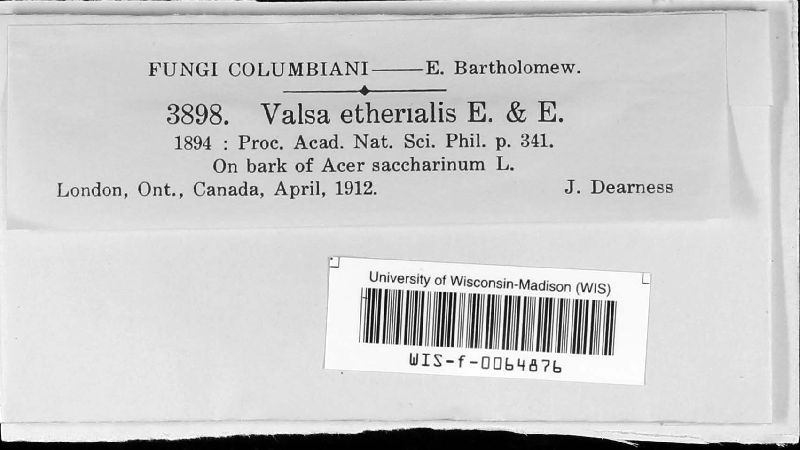 FUNGI COLUMBIANI——E. Bartholomew.
3898. Valsa etherialis E. & E.
1894 : Proc. Acad. Nat. Sci. Phil. p. 341.
On bark of Acer saccharinum L.
London, Ont., Canada, April, 1912. J. Dearness
University of Wisconsin-Madison (WIS)
WIS-f-0064876